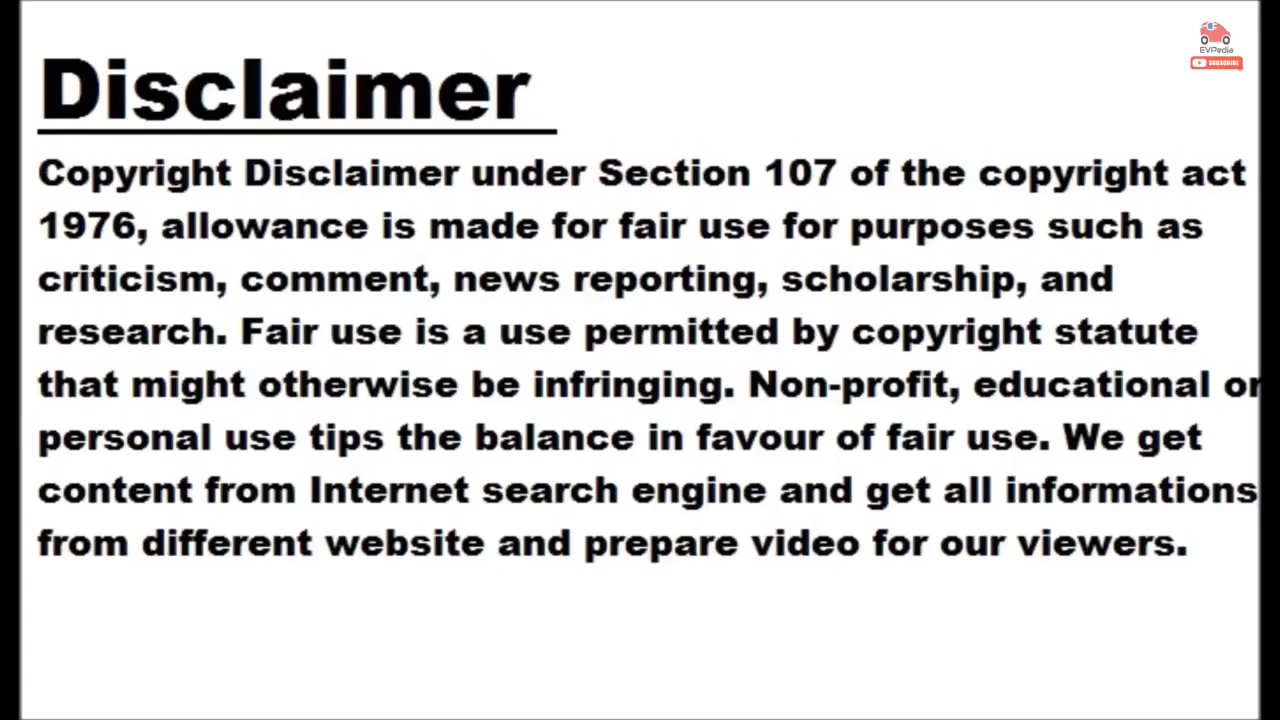 EVPedia
SUBSCRIBE
Disclaimer
Copyright Disclaimer under Section 107 of the copyright act
1976, allowance is made for fair use for purposes such as
criticism, comment, news reporting, scholarship, and
research. Fair use is a use permitted by copyright statute
that might otherwise be infringing. Non-profit, educational or
personal use tips the balance in favour of fair use. We get
content from Internet search engine and get all informations
from different website and prepare video for our viewers.